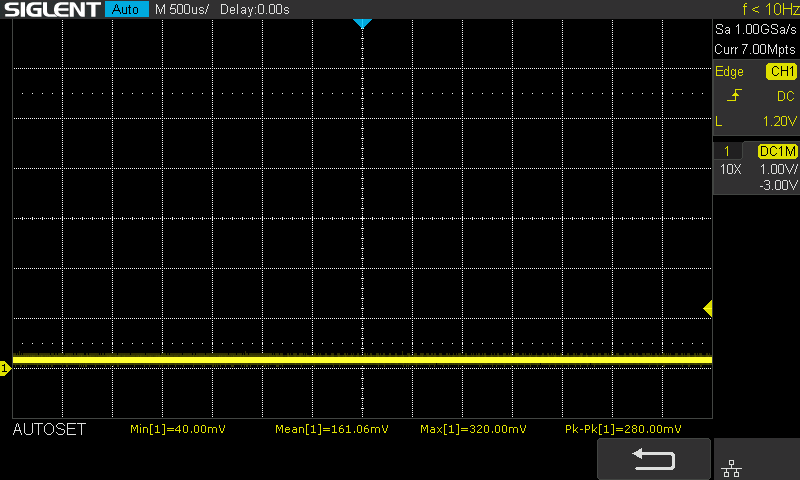 SIGLENT Auto M 500us/ Delay:0.00s f < 10Hz
Sa 1.00GSa/s
Curr 7.00Mpts
Edge CH1
DC
L 1.20V
1 DC1M
10X 1.00V/
-3.00V
1
AUTOSET Min[1]=40.00mV Mean[1]=161.06mV Max[1]=320.00mV Pk-Pk[1]=280.00mV